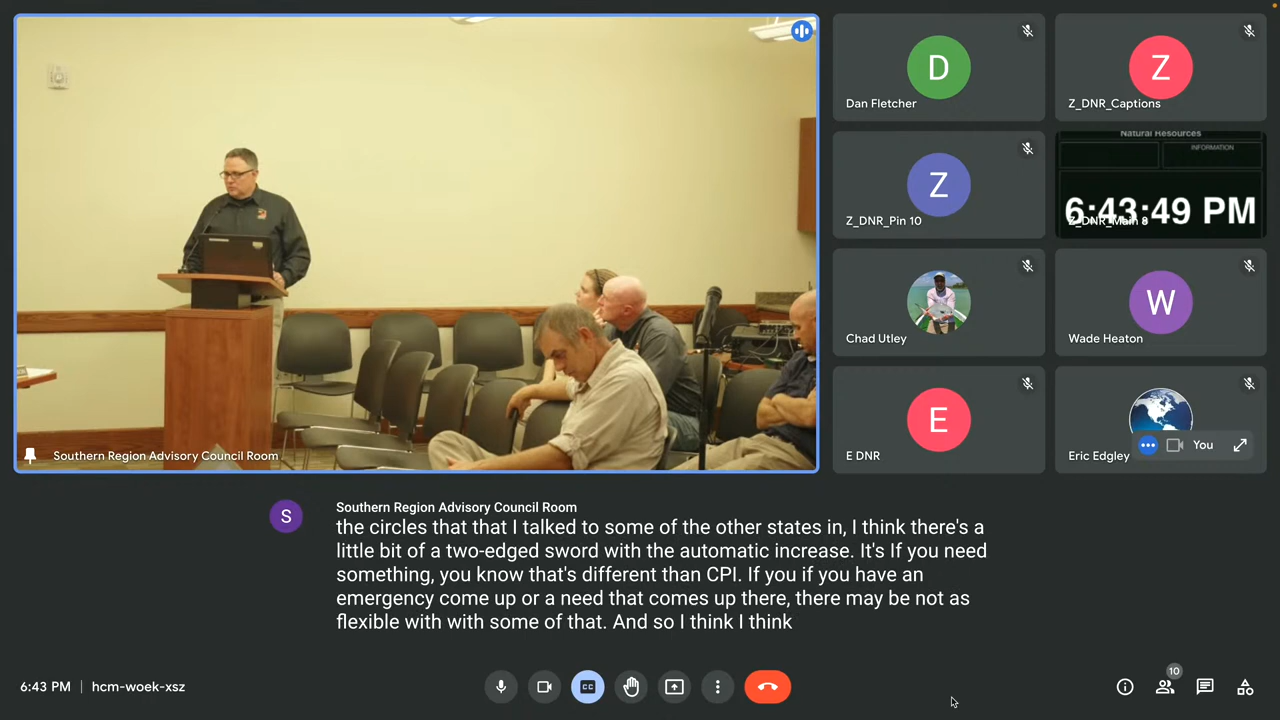 D
Dan Fletcher
Z
Z_DNR_Captions
Z
Z_DNR_Pin 10
Natural Resources
INFORMATION
6:43:49 PM
Z_DNR_Main 8
Chad Utley
W
Wade Heaton
E
E DNR
Eric Edgley
You
Southern Region Advisory Council Room
S
Southern Region Advisory Council Room
the circles that that I talked to some of the other states in, I think there's a
little bit of a two-edged sword with the automatic increase. It's If you need
something, you know that's different than CPI. If you if you have an
emergency come up or a need that comes up there, there may be not as
flexible with with some of that. And so I think I think
6:43 PM | hcm-woek-xsz
CC
10